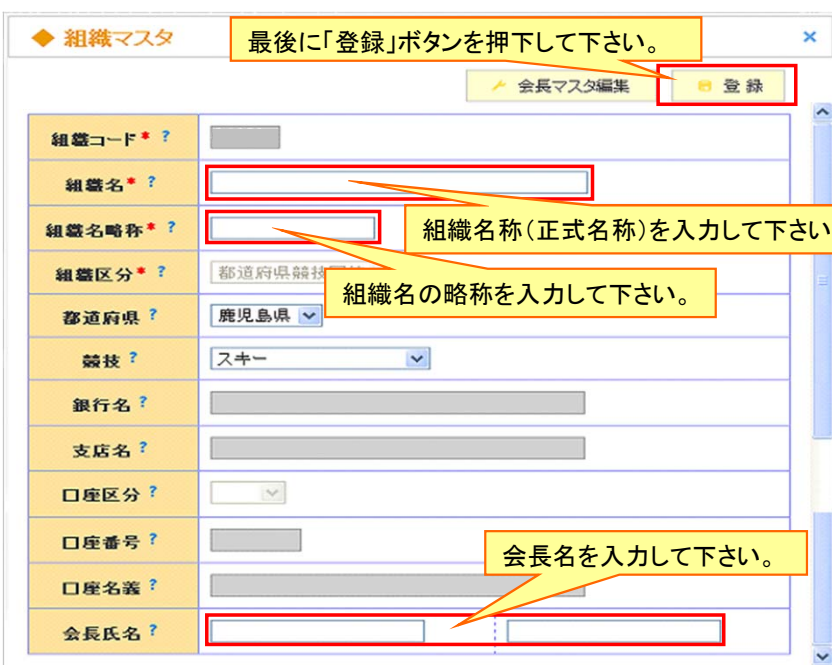 ◆ 組織マスタ
最後に「登録」ボタンを押下して下さい。
×
会長マスタ編集
登録
組織コード* ?
組織名* ?
組織名称(正式名称)を入力して下さい
組織名略称* ?
組織区分* ?
都道府県競技
組織名の略称を入力して下さい。
都道府県 ?
鹿児島県
競技 ?
スキー
銀行名 ?
支店名 ?
口座区分 ?
口座番号 ?
会長名を入力して下さい。
口座名義 ?
会長氏名 ?